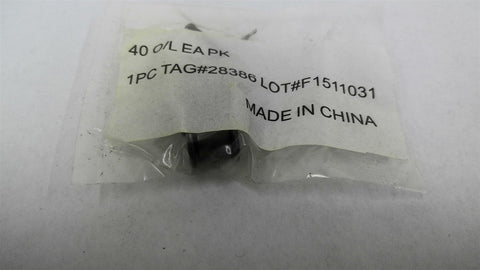 40 O/L EA PK
1PC TAG#28386 LOT#F1511031
MADE IN CHINA